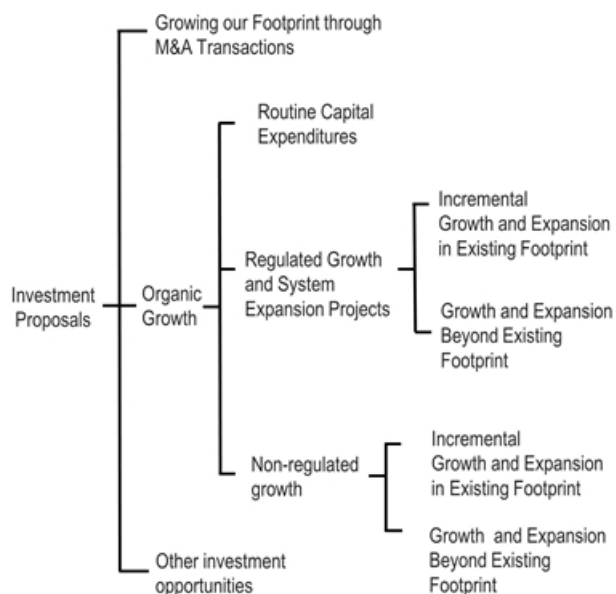 Growing our Footprint through
M&A Transactions
Routine Capital
Expenditures
Incremental
Growth and Expansion
in Existing Footprint
Regulated Growth
and System
Expansion Projects
Investment
Proposals
Organic
Growth
Growth and Expansion
Beyond Existing
Footprint
Incremental
Growth and Expansion
in Existing Footprint
Non-regulated
growth
Growth and Expansion
Beyond Existing
Footprint
Other investment
opportunities